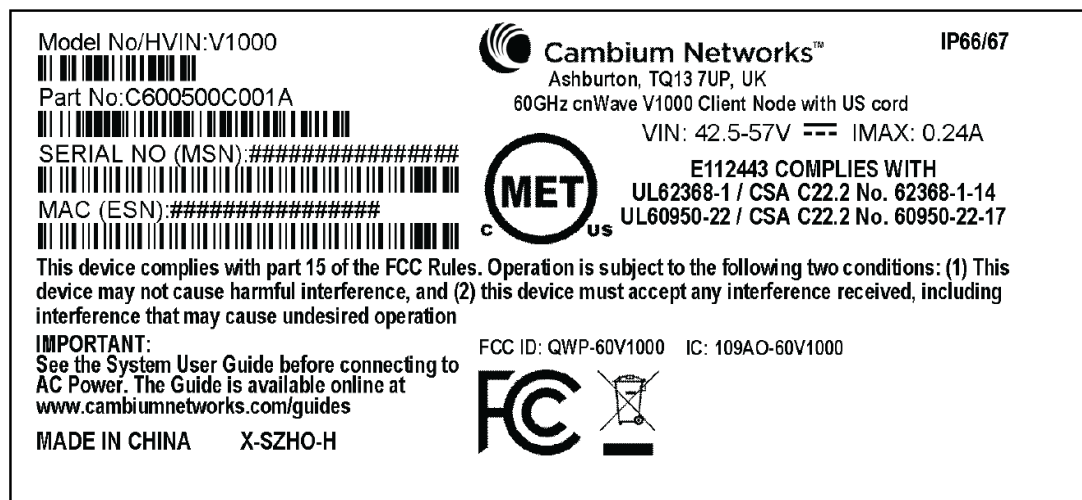 Model No/HVIN:V1000
Part No:C600500C001A
SERIAL NO (MSN):################
MAC (ESN):################
Cambium Networks™
IP66/67
Ashburton, TQ13 7UP, UK
60GHz cnWave V1000 Client Node with US cord
VIN: 42.5-57V IMAX: 0.24A
MET
C US
E112443 COMPLIES WITH
UL62368-1 / CSA C22.2 No. 62368-1-14
UL60950-22 / CSA C22.2 No. 60950-22-17
This device complies with part 15 of the FCC Rules. Operation is subject to the following two conditions: (1) This
device may not cause harmful interference, and (2) this device must accept any interference received, including
interference that may cause undesired operation
IMPORTANT:
See the System User Guide before connecting to
AC Power. The Guide is available online at
www.cambiumnetworks.com/guides
MADE IN CHINA X-SZHO-H
FCC ID: QWP-60V1000 IC: 109AO-60V1000
FC